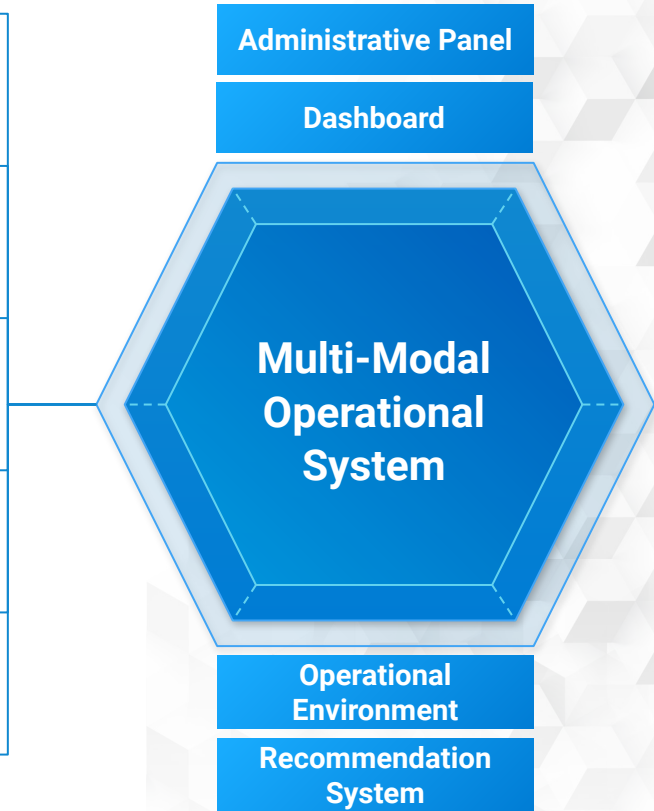 Administrative Panel
Dashboard
Multi-Modal
Operational
System
Operational
Environment
Recommendation
System